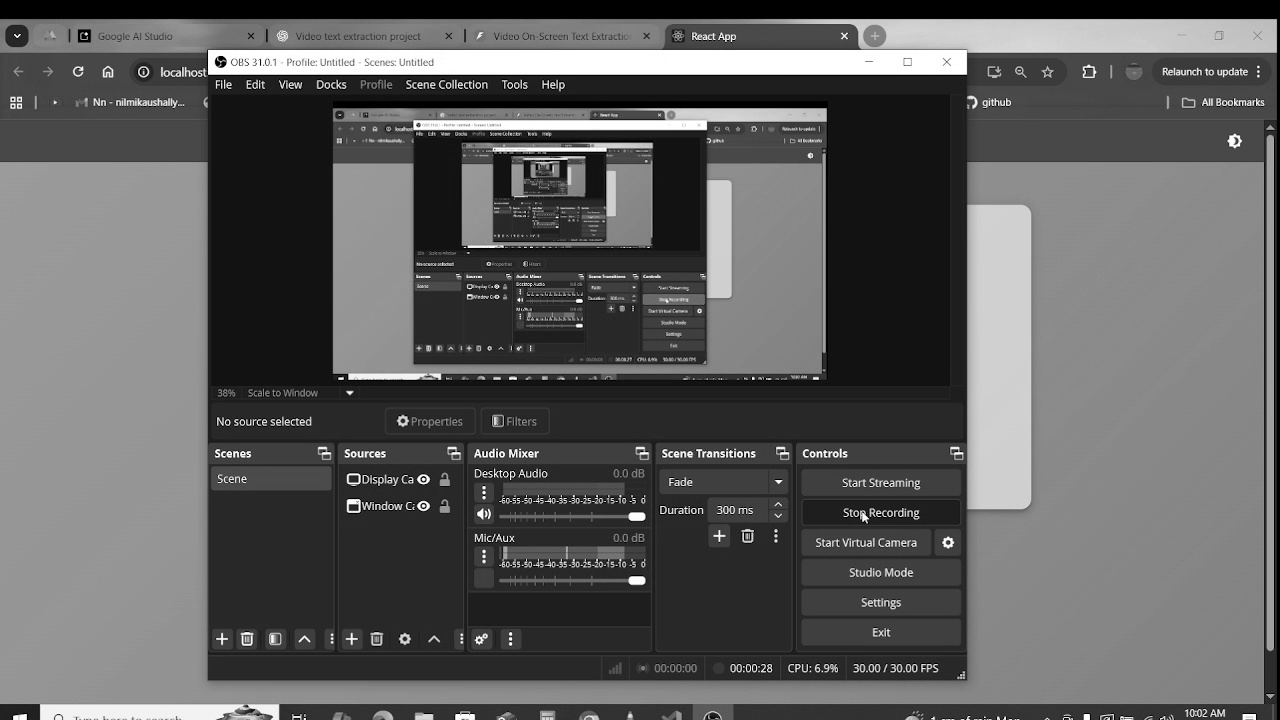 Google AI Studio
Video text extraction project
Video On-Screen Text Extraction
React App
OBS 31.0.1 - Profile: Untitled - Scenes: Untitled
localhost
Relaunch to update
File Edit View Docks Profile Scene Collection Tools Help
Nn - nilmikaushally...
github
All Bookmarks
38% Scale to Window
No source selected
Properties
Filters
Scenes
Sources
Audio Mixer
Scene Transitions
Controls
Scene
Display Ca
Window Ca
Desktop Audio 0.0 dB
-60-55-50-45-40-35-30-25-20-15-10 -5 0
Mic/Aux 0.0 dB
-60-55-50-45-40-35-30-25-20-15-10 -5 0
Fade
Duration 300 ms
Start Streaming
Stop Recording
Start Virtual Camera
Studio Mode
Settings
Exit
00:00:00
00:00:28
CPU: 6.9%
30.00 / 30.00 FPS
Type here to search
10:02 AM